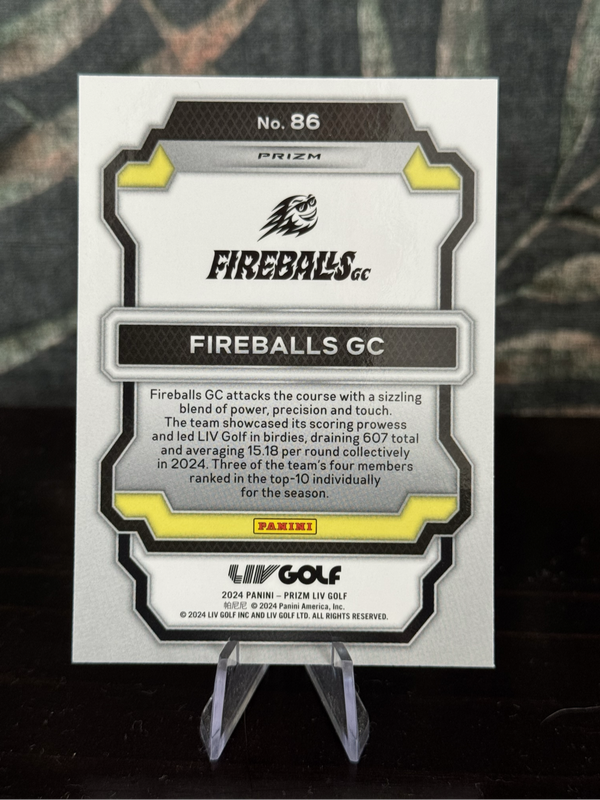 No. 86
PRIZM
FIREBALLS GC
FIREBALLS GC
Fireballs GC attacks the course with a sizzling
blend of power, precision and touch.
The team showcased its scoring prowess
and led LIV Golf in birdies, draining 607 total
and averaging 15.18 per round collectively
in 2024. Three of the team's four members
ranked in the top-10 individually
for the season.
PANINI
LIV GOLF
2024 PANINI – PRIZM LIV GOLF
帕尼尼 © 2024 Panini America, Inc.
© 2024 LIV GOLF INC AND LIV GOLF LTD. ALL RIGHTS RESERVED.